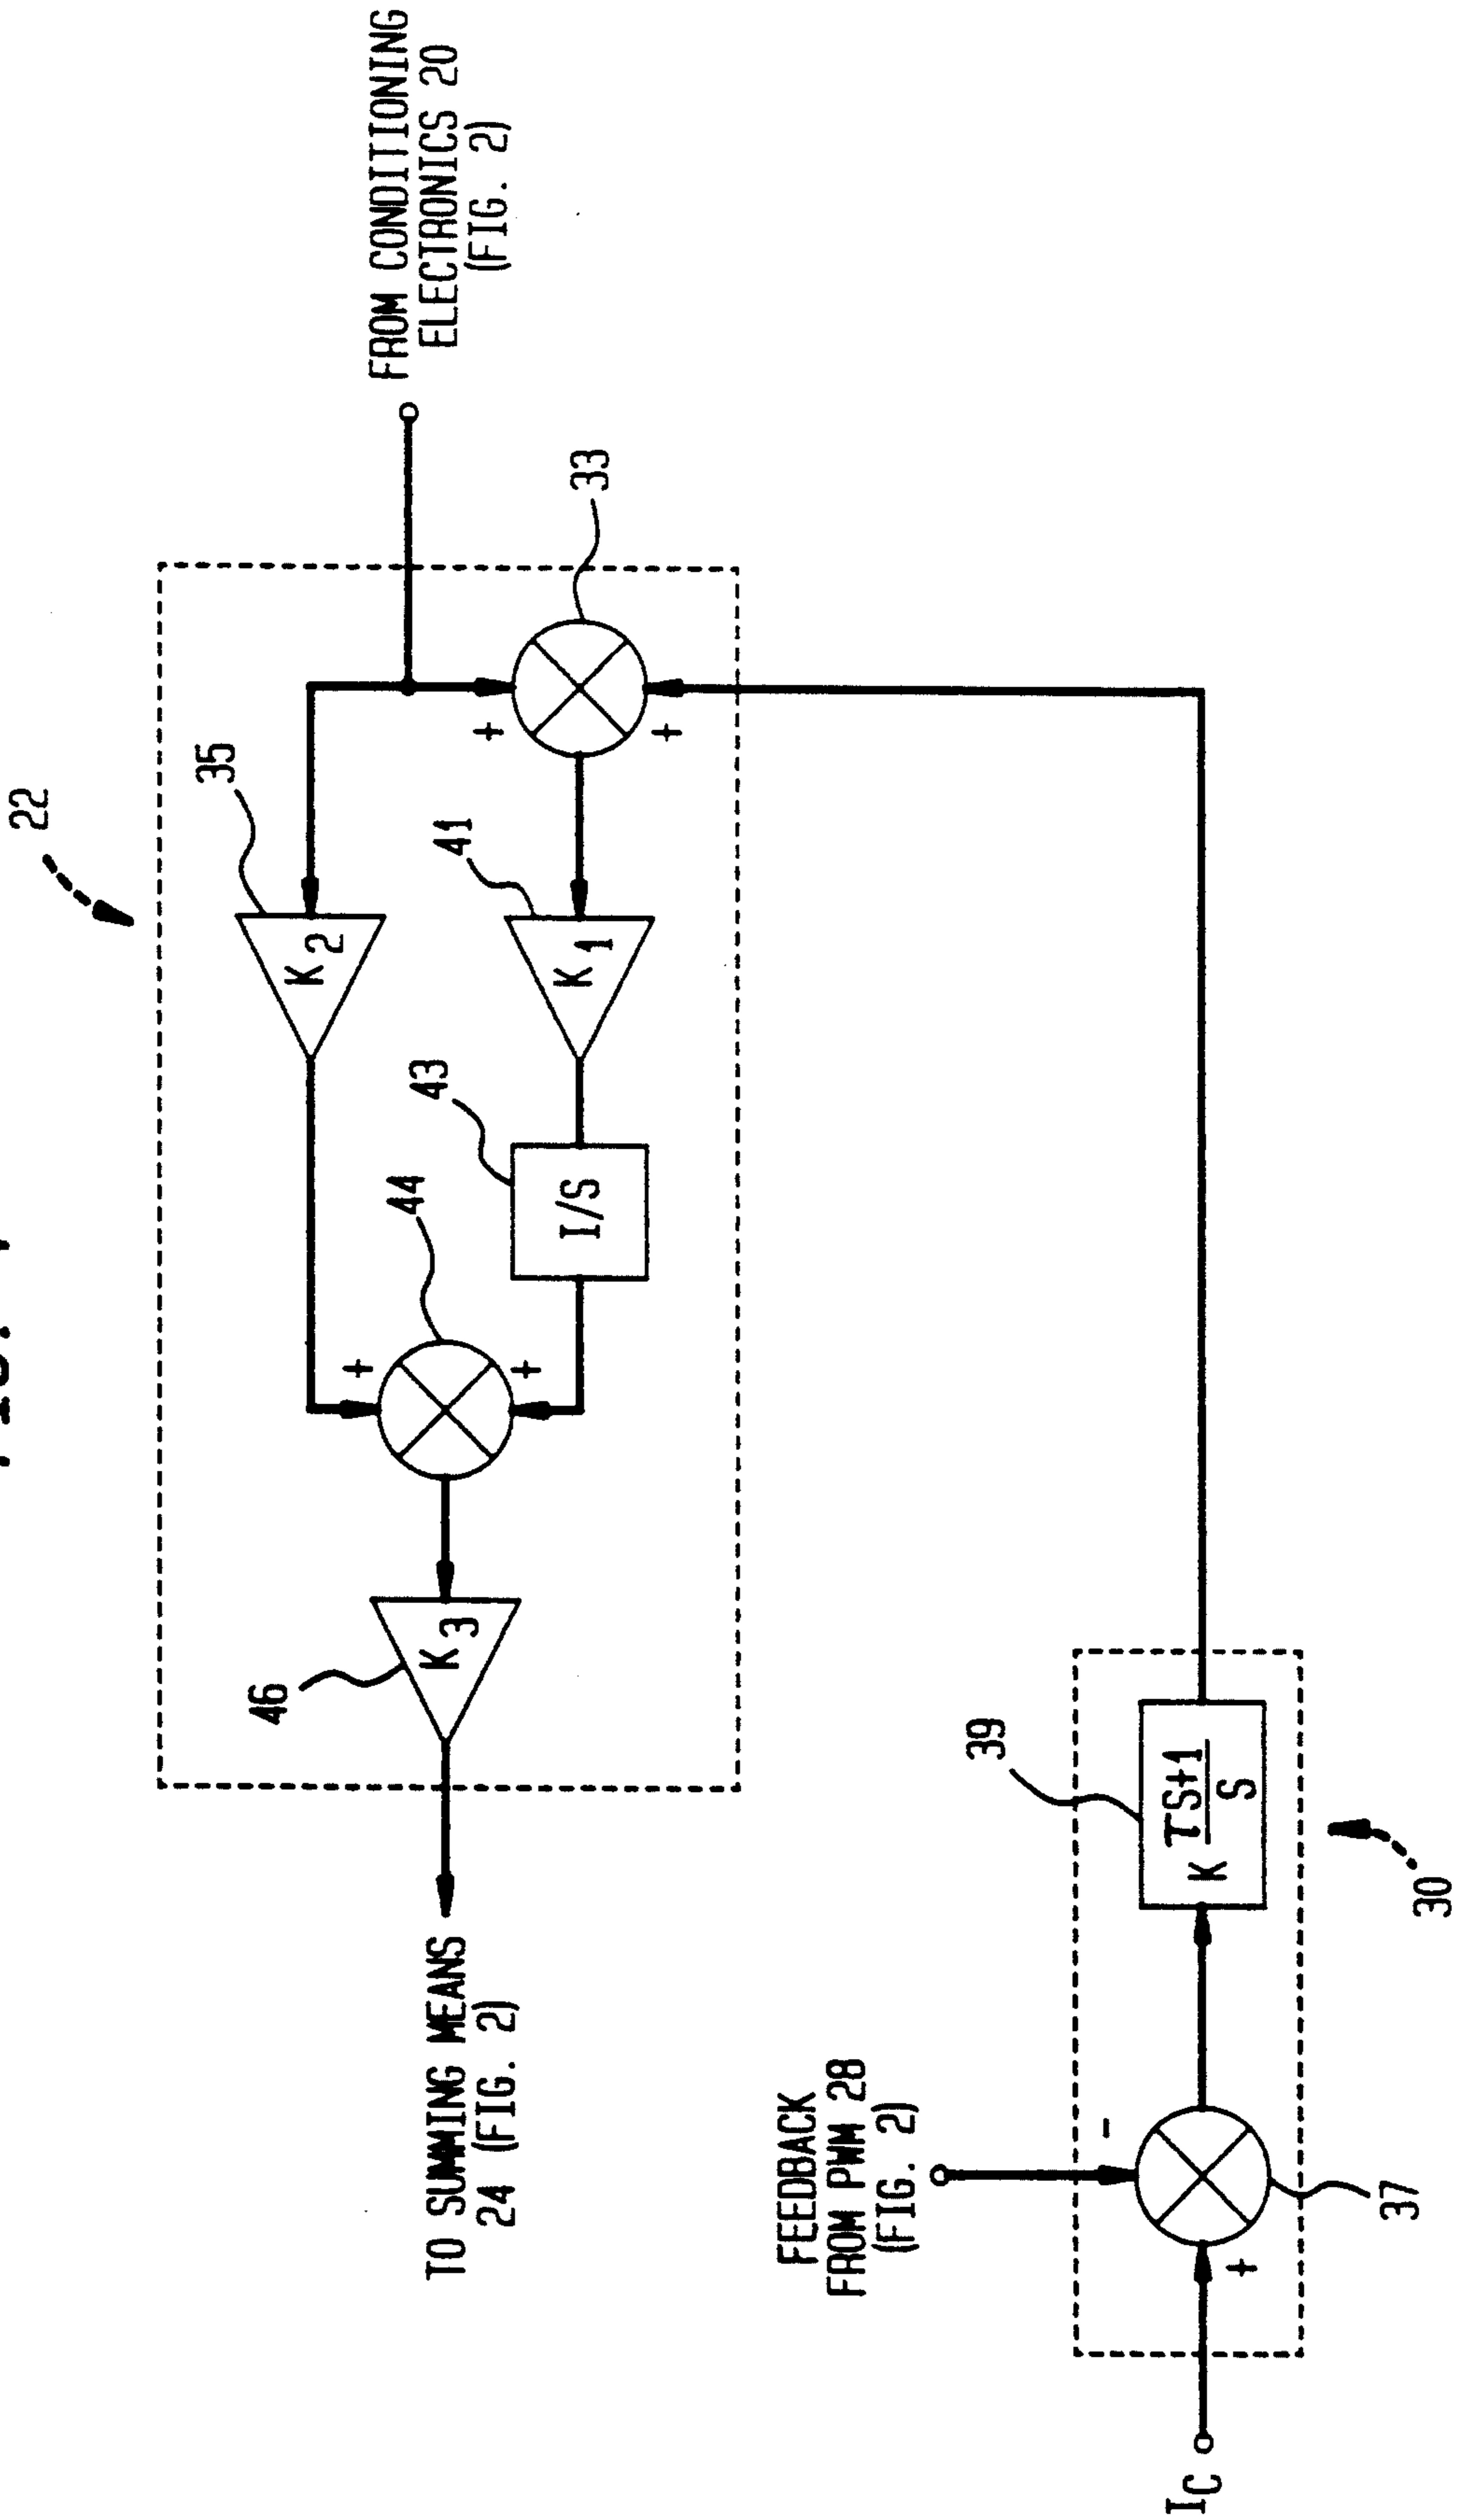 22
FROM CONDITIONING
ELECTRONICS 20
(FIG. 2)
35
K2
46
44
43
41
33
K3
K1
I/S
+
+
+
+
TO SUMMING MEANS
24 (FIG. 2)
FEEDBACK
FROM PWM 28
(FIG. 2)
39
-
IC
+
K TS+1
S
37
30